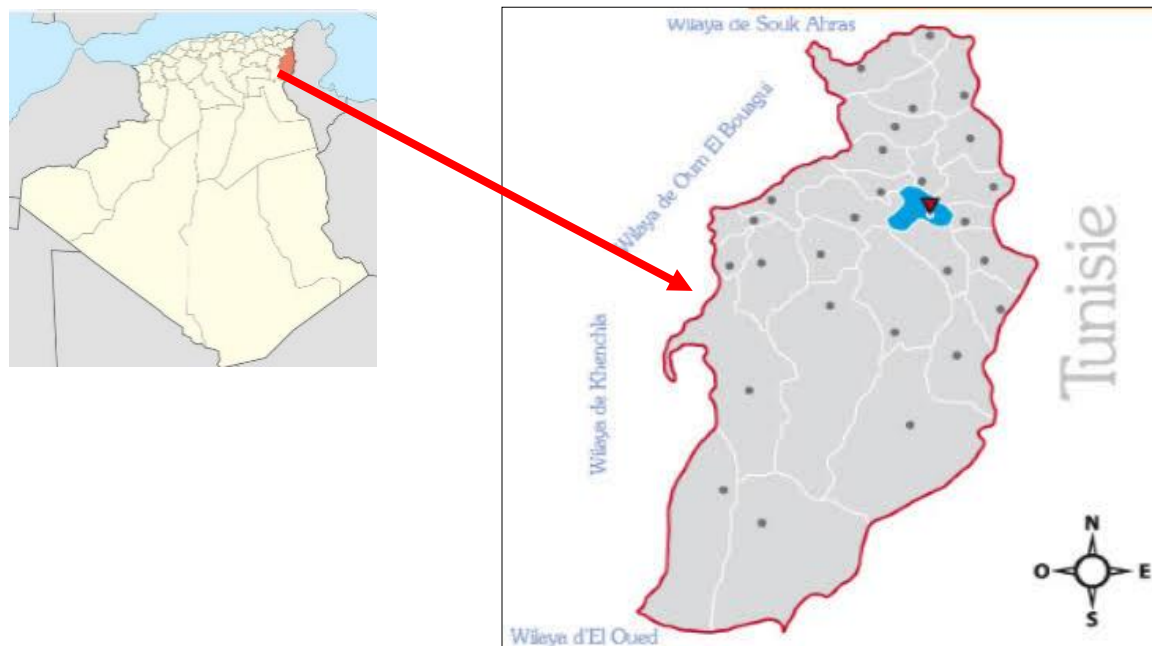 Wilaya de Souk Ahras
Wilaya de Oum El Bouagui
Wilaya de Khenchla
Tunisie
N
O
E
S
Wilaya d'El Oued